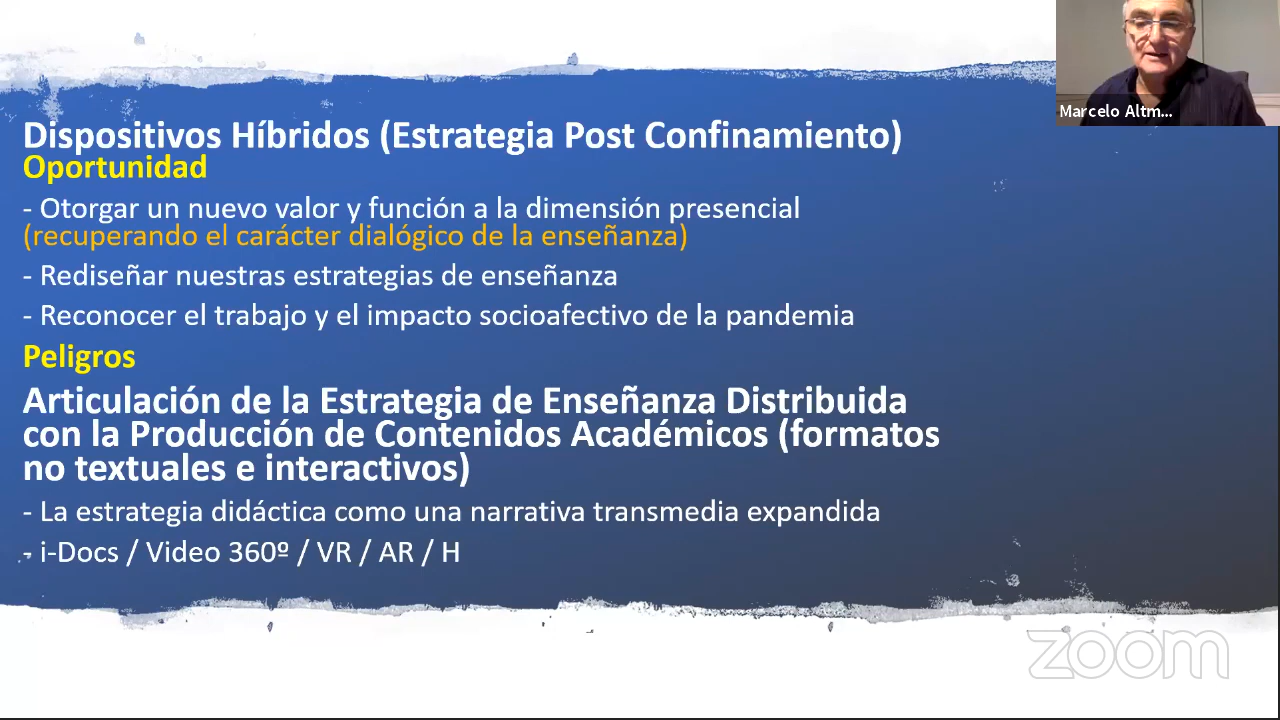 Marcelo Altm...
Dispositivos Híbridos (Estrategia Post Confinamiento)
Oportunidad
- Otorgar un nuevo valor y función a la dimensión presencial
(recuperando el carácter dialógico de la enseñanza)
- Rediseñar nuestras estrategias de enseñanza
- Reconocer el trabajo y el impacto socioafectivo de la pandemia
Peligros
Articulación de la Estrategia de Enseñanza Distribuida
con la Producción de Contenidos Académicos (formatos
no textuales e interactivos)
- La estrategia didáctica como una narrativa transmedia expandida
- i-Docs / Video 360º / VR / AR / H
zoom